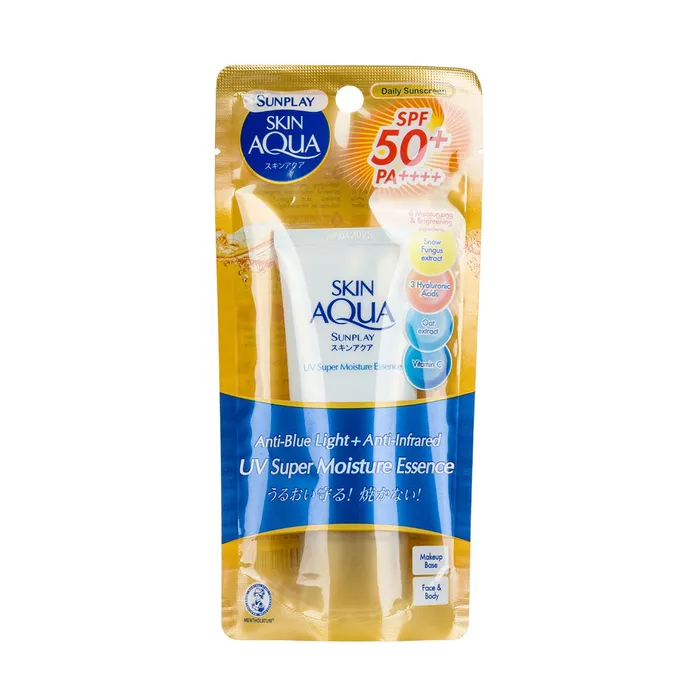 Daily Sunscreen
SUNPLAY
SKIN
AQUA
スキンアクア
SPF
50+
PA++++
6 Moisturizing
& Brightening
Snow
Fungus
extract
3 Hyaluronic
Acids
Oat
extract
Vitamin C
SKIN
AQUA
SUNPLAY
スキンアクア
UV Super Moisture Essence
Anti-Blue Light + Anti-Infrared
UV Super Moisture Essence
うるおい守る! 焼かない!
Makeup
Base
Face &
Body
MENTHOLATUM